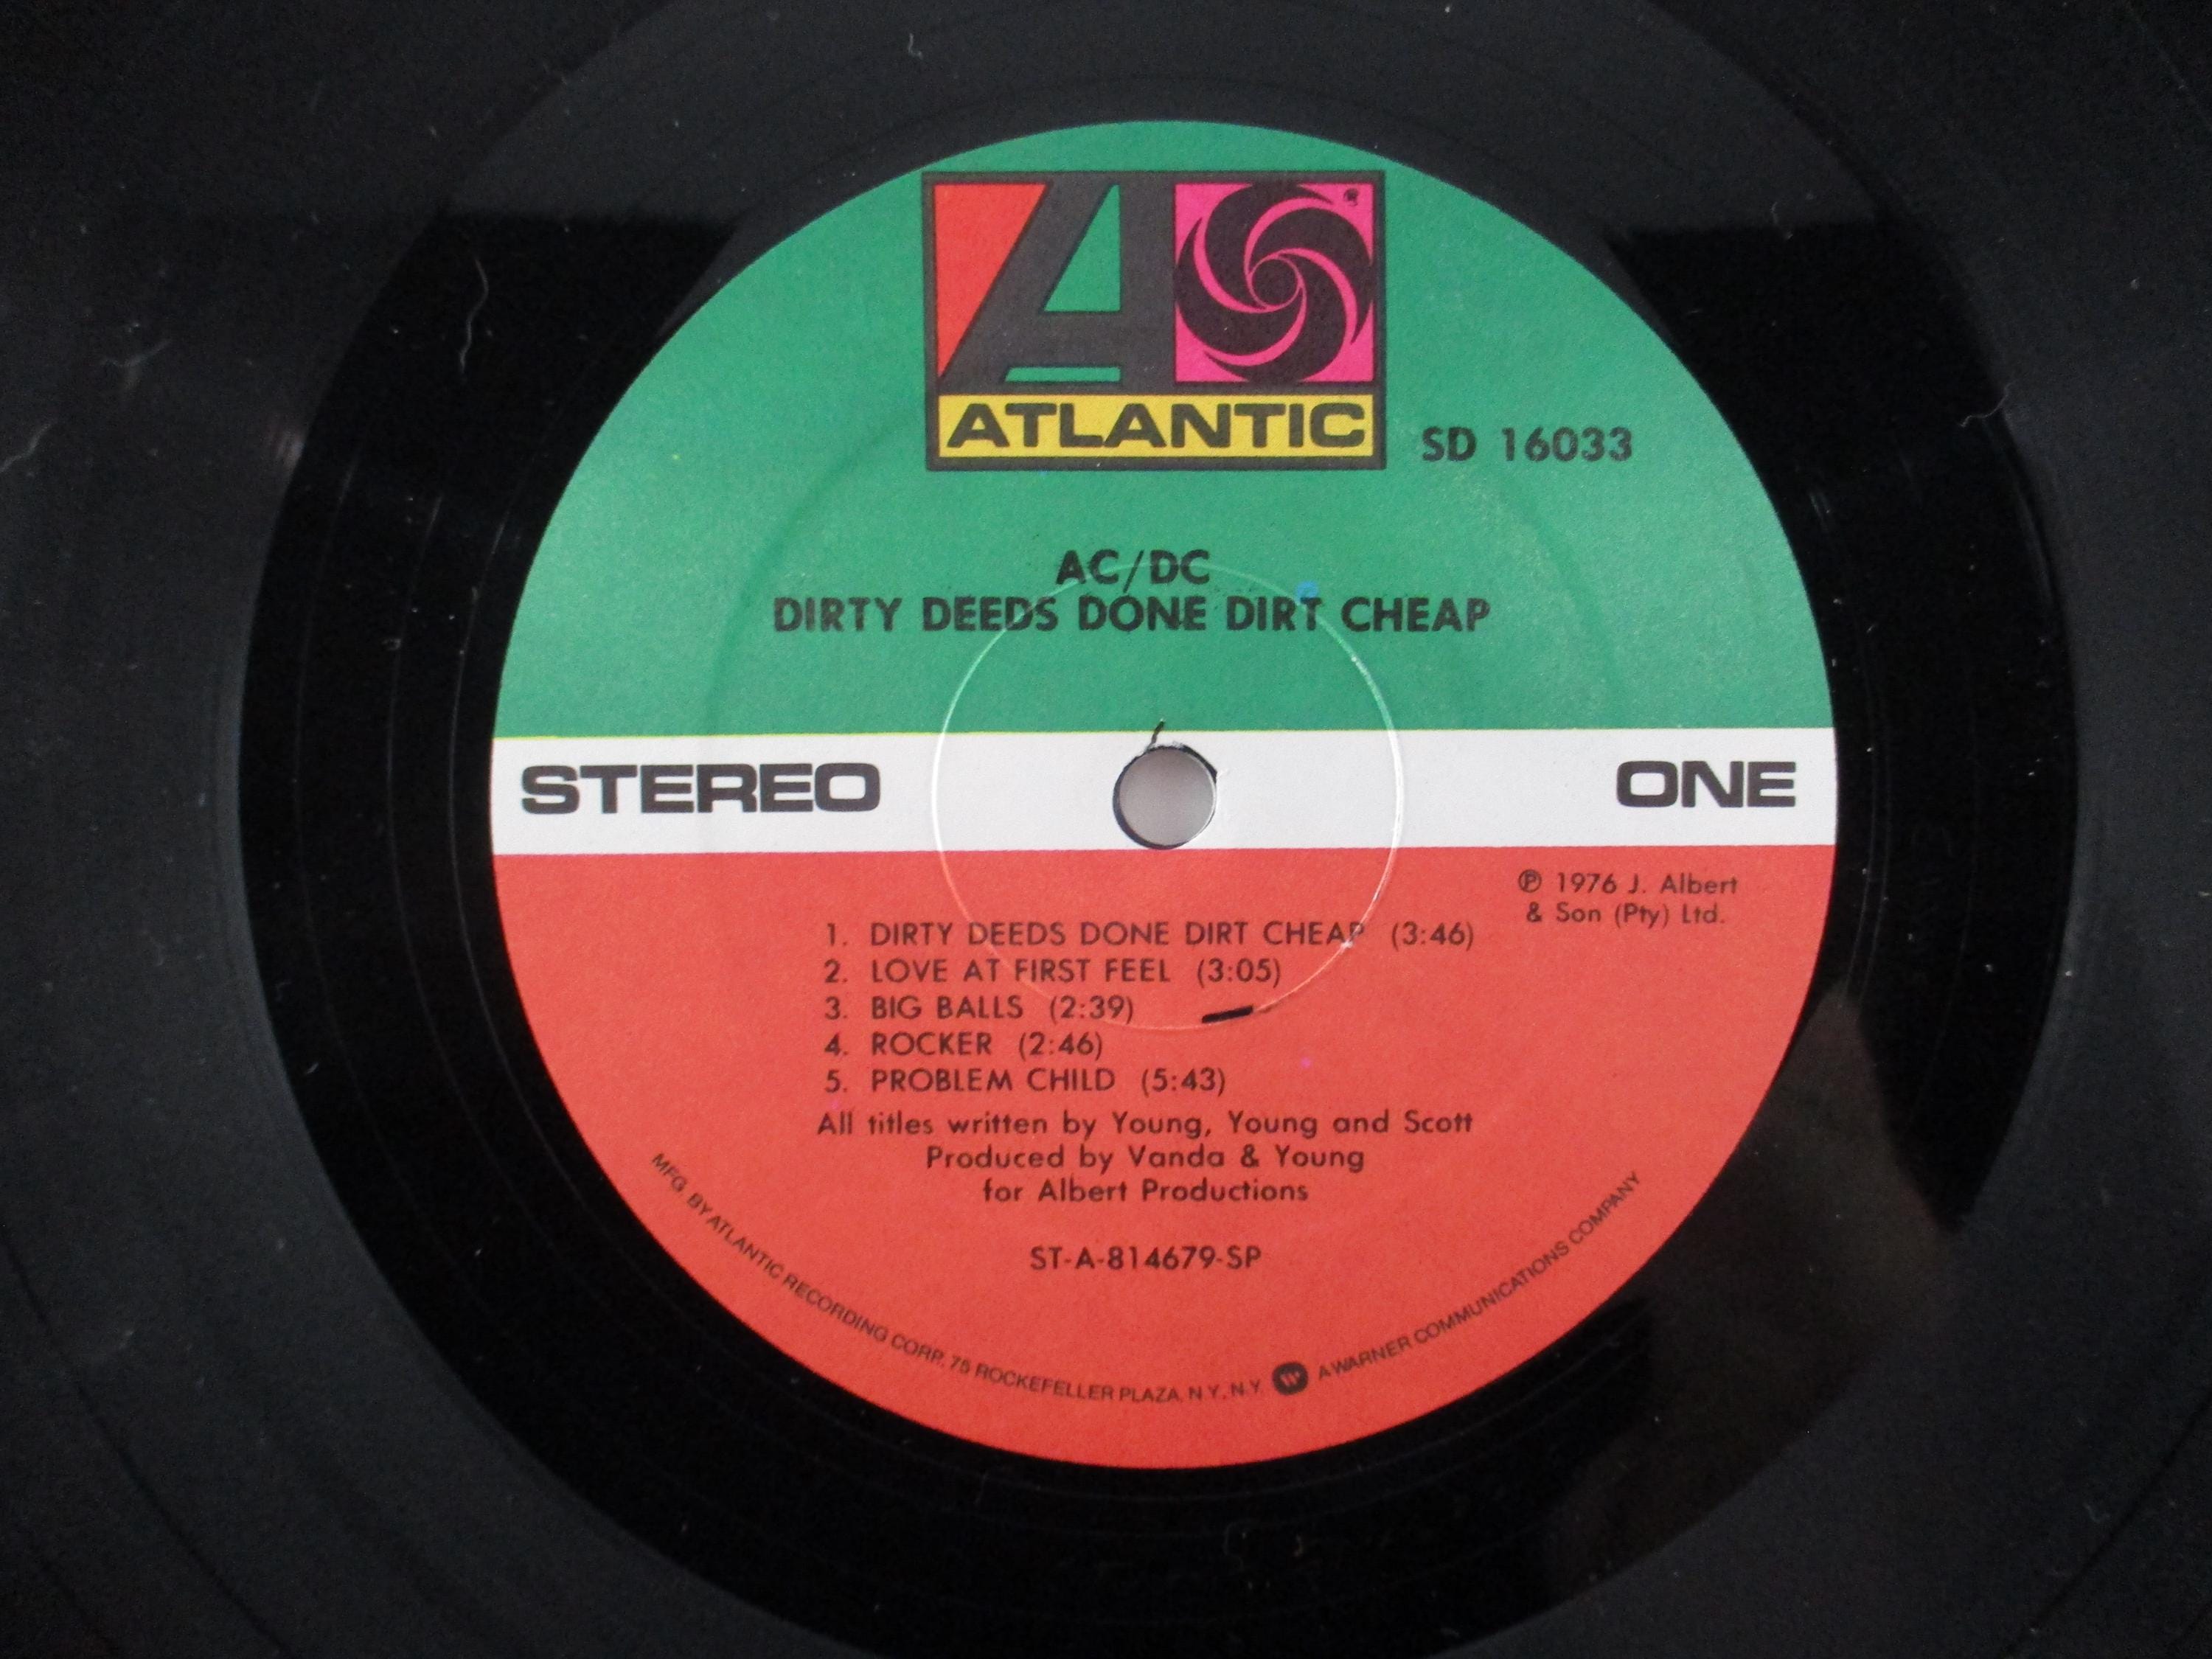 ATLANTIC
SD 16033
AC/DC
DIRTY DEEDS DONE DIRT CHEAP
STEREO
ONE
℗ 1976 J. Albert
& Son (Pty) Ltd.
1. DIRTY DEEDS DONE DIRT CHEAP (3:46)
2. LOVE AT FIRST FEEL (3:05)
3. BIG BALLS (2:39)
4. ROCKER (2:46)
5. PROBLEM CHILD (5:43)
All titles written by Young, Young and Scott
Produced by Vanda & Young
for Albert Productions
ST-A-814679-SP
MFG. BY ATLANTIC RECORDING CORP. 75 ROCKEFELLER PLAZA, N.Y., N.Y. A WARNER COMMUNICATIONS COMPANY